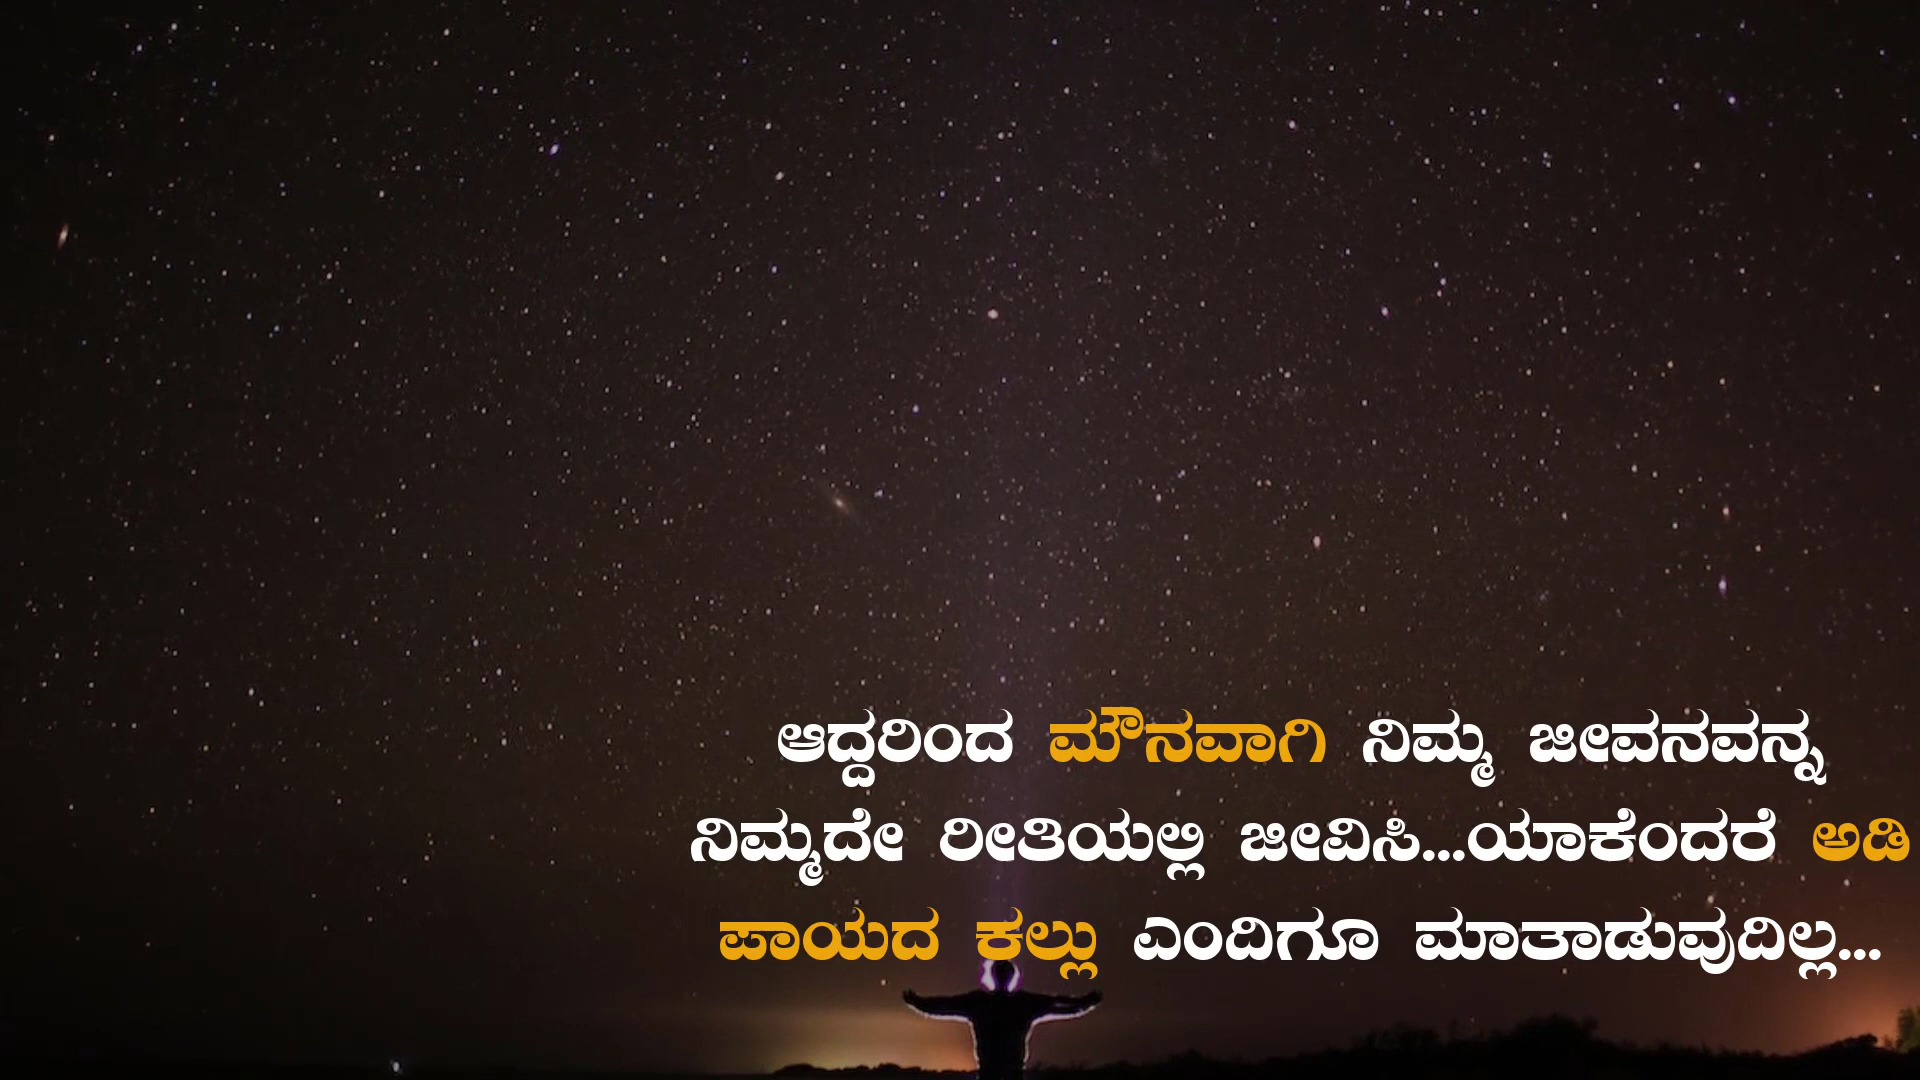 ಆದ್ದರಿಂದ ಮೌನವಾಗಿ ನಿಮ್ಮ ಜೀವನವನ್ನ
ನಿಮ್ಮದೇ ರೀತಿಯಲ್ಲಿ ಜೀವಿಸಿ...ಯಾಕೆಂದರೆ ಅಡಿ
ಪಾಯದ ಕಲ್ಲು ಎಂದಿಗೂ ಮಾತಾಡುವುದಿಲ್ಲ...